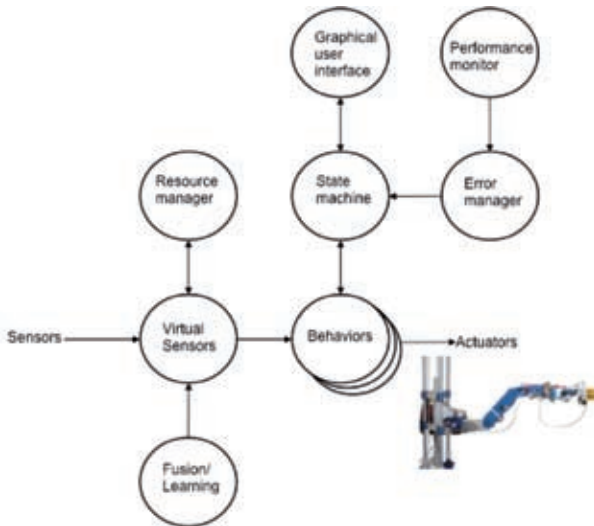 Graphical
user
interface
Performance
monitor
Resource
manager
State
machine
Error
manager
Sensors
Virtual
Sensors
Behaviors
Actuators
Fusion/
Learning